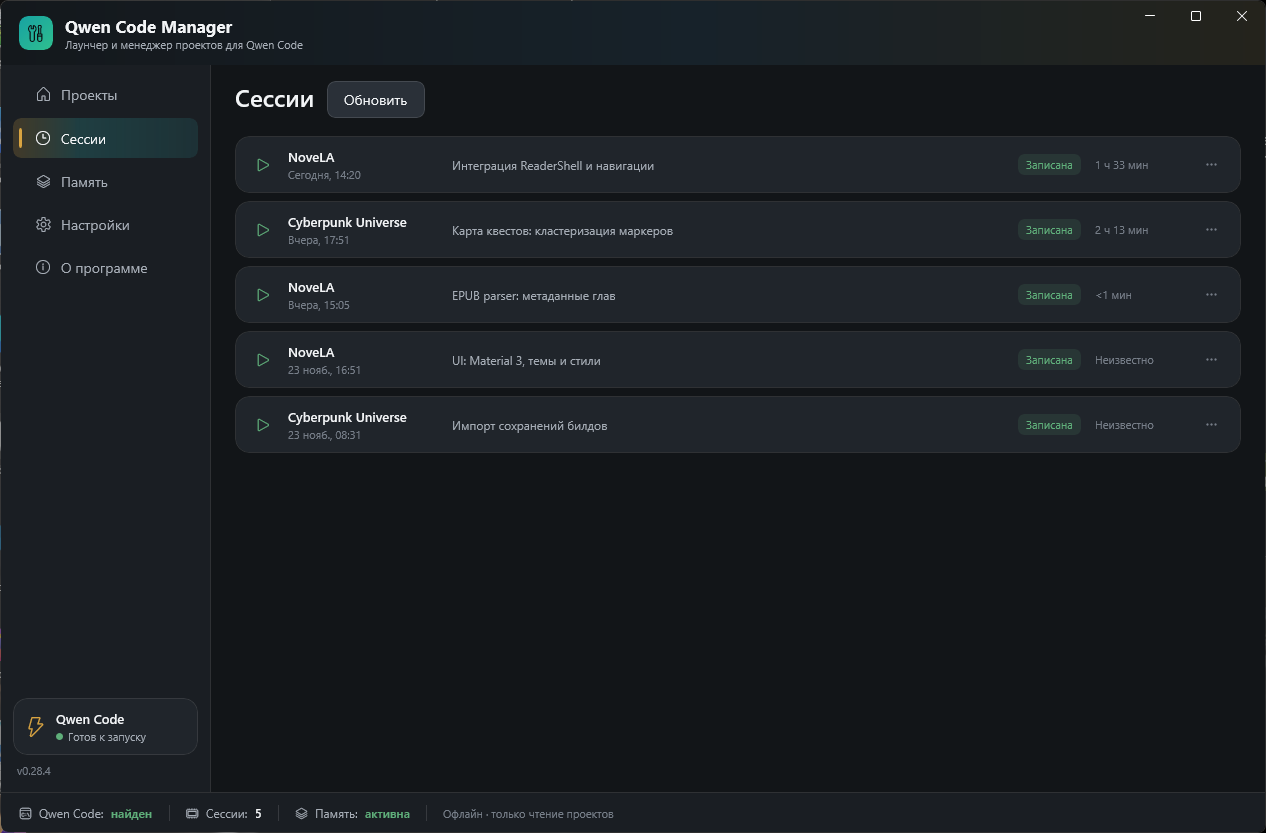 Qwen Code Manager
Лаунчер и менеджер проектов для Qwen Code
Проекты
Сессии
Память
Настройки
О программе
Сессии
Обновить
NoveLA
Сегодня, 14:20
Интеграция ReaderShell и навигации
Записана
1 ч 33 мин
Cyberpunk Universe
Вчера, 17:51
Карта квестов: кластеризация маркеров
Записана
2 ч 13 мин
NoveLA
Вчера, 15:05
EPUB parser: метаданные глав
Записана
<1 мин
NoveLA
23 нояб., 16:51
UI: Material 3, темы и стили
Записана
Неизвестно
Cyberpunk Universe
23 нояб., 08:31
Импорт сохранений билдов
Записана
Неизвестно
Qwen Code
Готов к запуску
v0.28.4
Qwen Code: найден
Сессии: 5
Память: активна
Офлайн · только чтение проектов